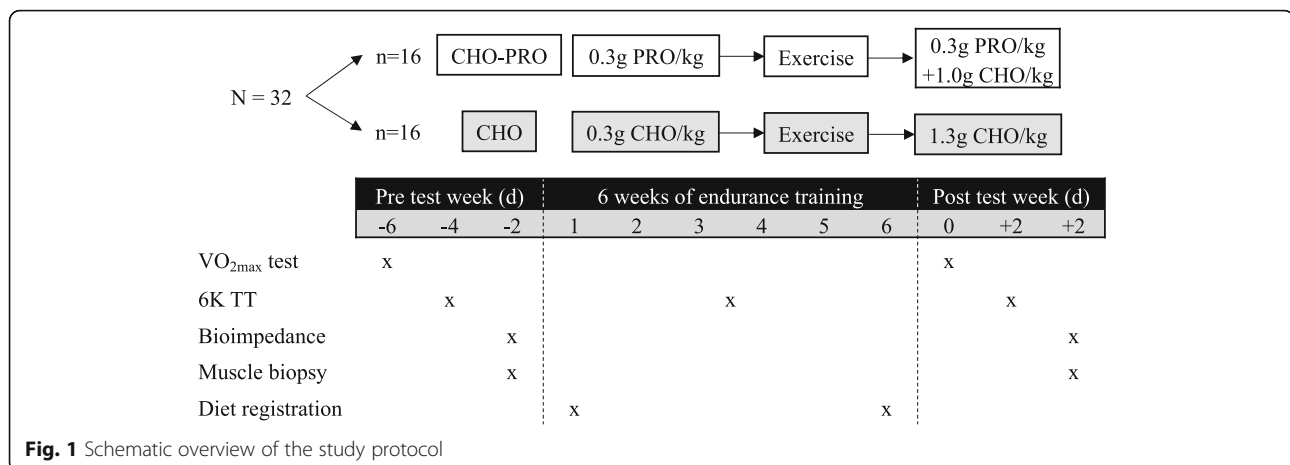 n=16 CHO-PRO 0.3g PRO/kg Exercise 0.3g PRO/kg
+1.0g CHO/kg
N = 32
n=16 CHO 0.3g CHO/kg Exercise 1.3g CHO/kg
Pre test week (d) 6 weeks of endurance training Post test week (d)
-6 -4 -2 1 2 3 4 5 6 0 +2 +2
VO2max test x x
6K TT x x x
Bioimpedance x x
Muscle biopsy x x
Diet registration x x
Fig. 1 Schematic overview of the study protocol